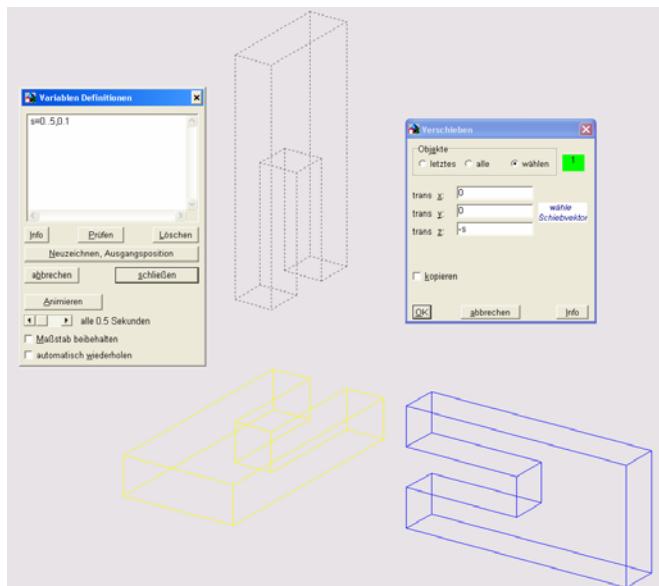 Variablen Definitionen
s=0..5,0.1
Info Prüfen Löschen
Neuzeichnen, Ausgangsposition
abbrechen schließen
Animieren
alle 0.5 Sekunden
Maßstab beibehalten
automatisch wiederholen
Verschieben
Objekte
letztes alle wählen 1
trans x: 0
trans y: 0
trans z: -s
wähle
Schiebvektor
kopieren
OK abbrechen Info